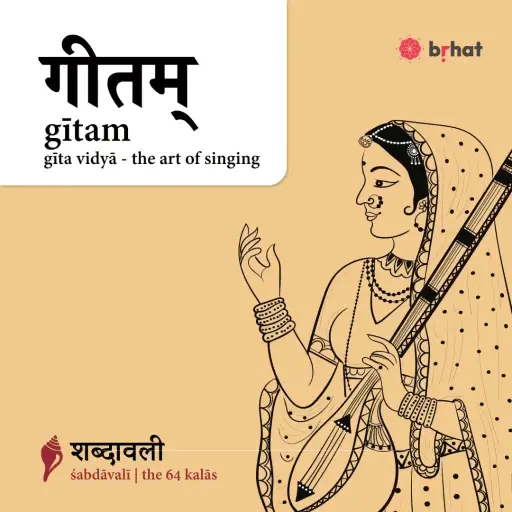 गीतम्
gītam
gīta vidyā - the art of singing
bṛhat
शब्दावली
śabdāvalī | the 64 kalās